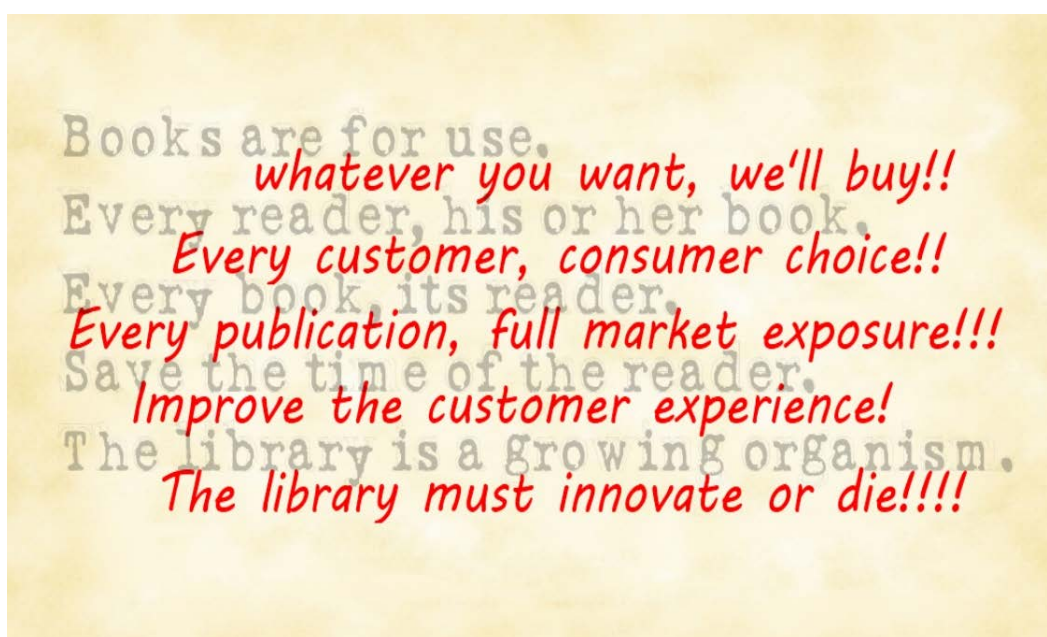 Books are for use.
whatever you want, we'll buy!!
Every reader, his or her book.
Every customer, consumer choice!!
Every book, its reader.
Every publication, full market exposure!!!
Save the time of the reader.
Improve the customer experience!
The library is a growing organism.
The library must innovate or die!!!!